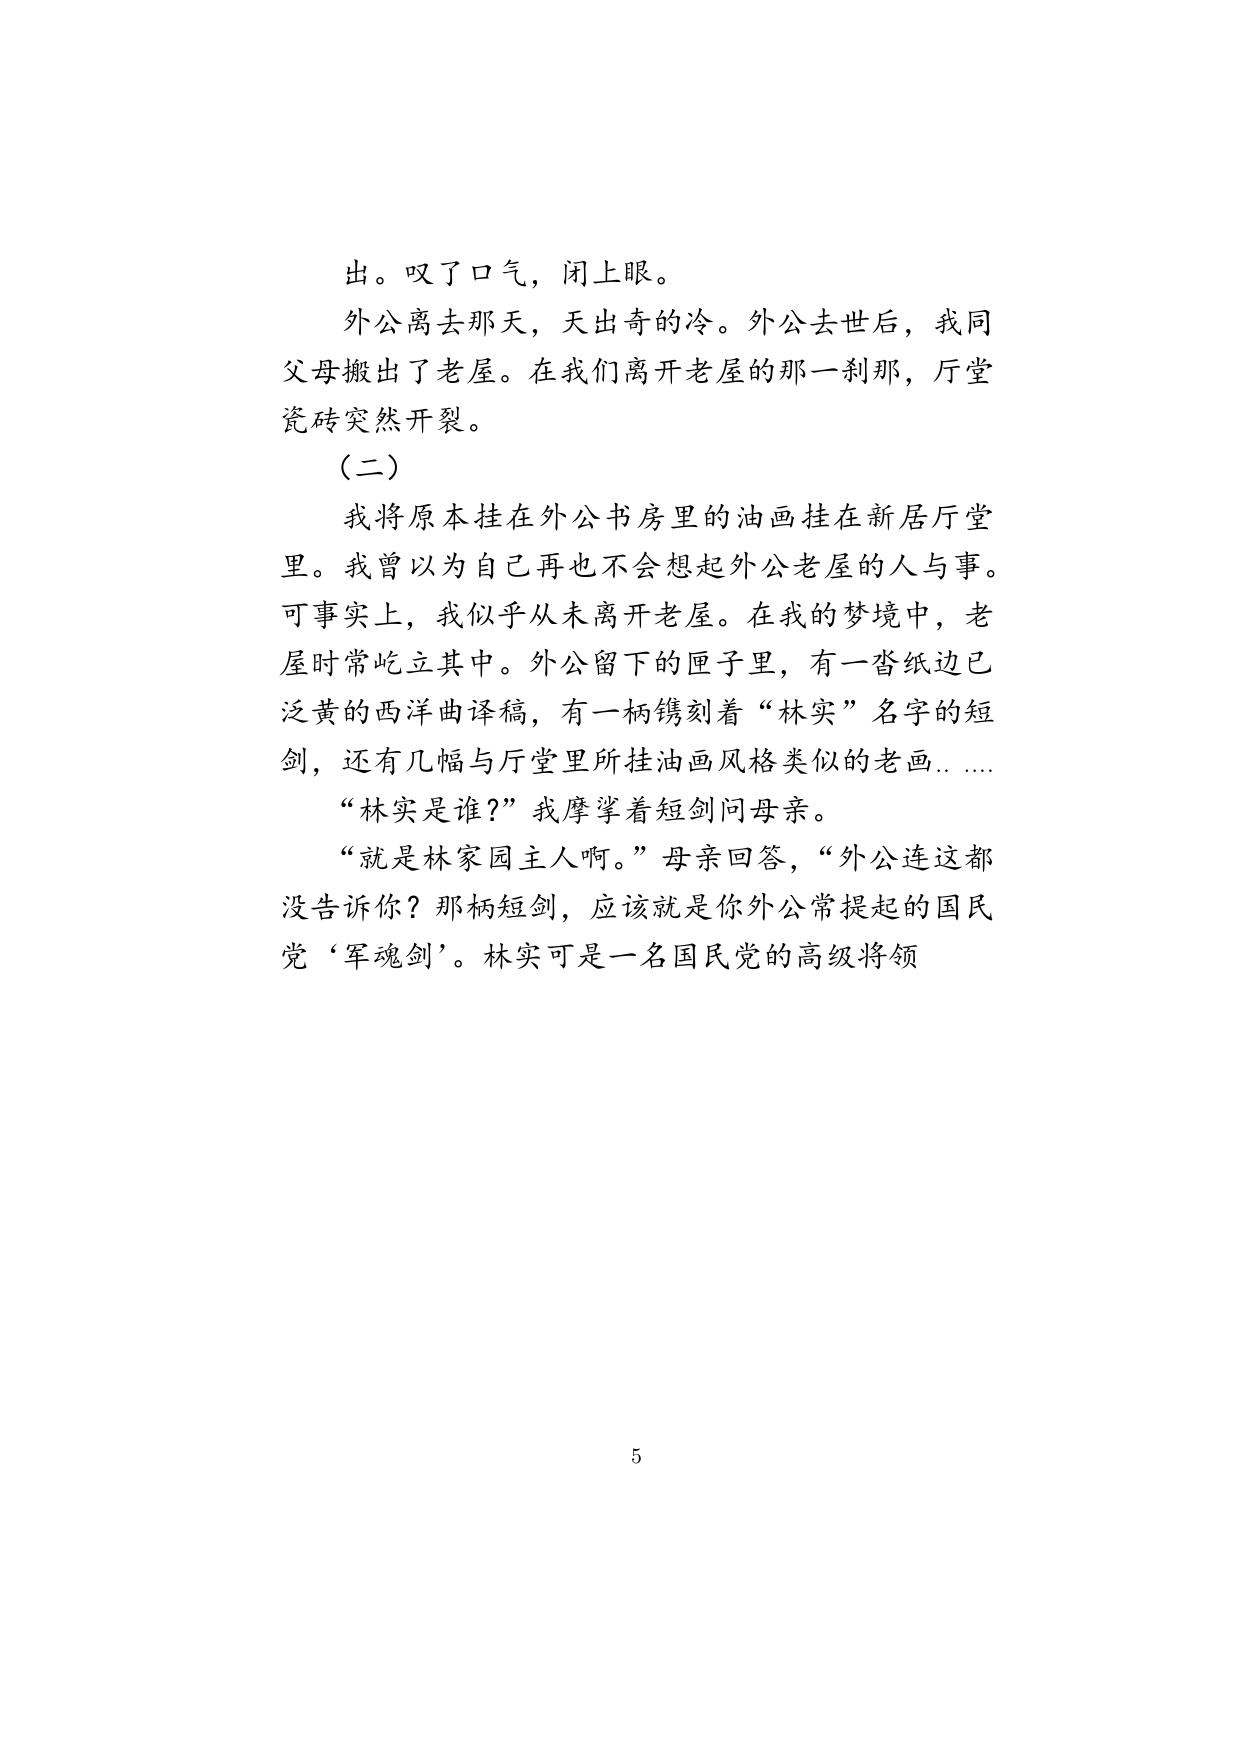 出。叹了口气，闭上眼。
外公离去那天，天出奇的冷。外公去世后，我同
父母搬出了老屋。在我们离开老屋的那一刹那，厅堂
瓷砖突然开裂。
（二）
我将原本挂在外公书房里的油画挂在新居厅堂
里。我曾以为自己再也不会想起外公老屋的人与事。
可事实上，我似乎从未离开老屋。在我的梦境中，老
屋时常屹立其中。外公留下的匣子里，有一沓纸边已
泛黄的西洋曲译稿，有一柄镌刻着“林实”名字的短
剑，还有几幅与厅堂里所挂油画风格类似的老画.. ....
“林实是谁？”我摩挲着短剑问母亲。
“就是林家园主人啊。”母亲回答，“外公连这都
没告诉你？那柄短剑，应该就是你外公常提起的国民
党‘军魂剑’。林实可是一名国民党的高级将领
5